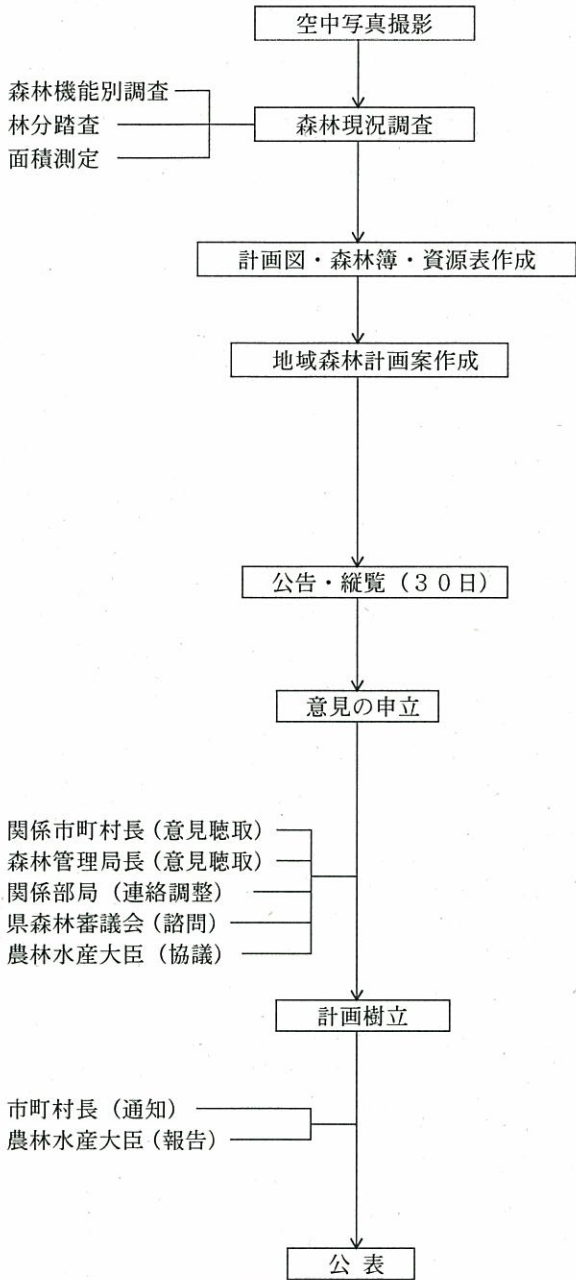 空中写真撮影
森林機能別調査
林分踏査
森林現況調査
面積測定
計画図・森林簿・資源表作成
地域森林計画案作成
公告・縦覧（３０日）
意見の申立
関係市町村長（意見聴取）
森林管理局長（意見聴取）
関係部局（連絡調整）
県森林審議会（諮問）
農林水産大臣（協議）
計画樹立
市町村長（通知）
農林水産大臣（報告）
公 表